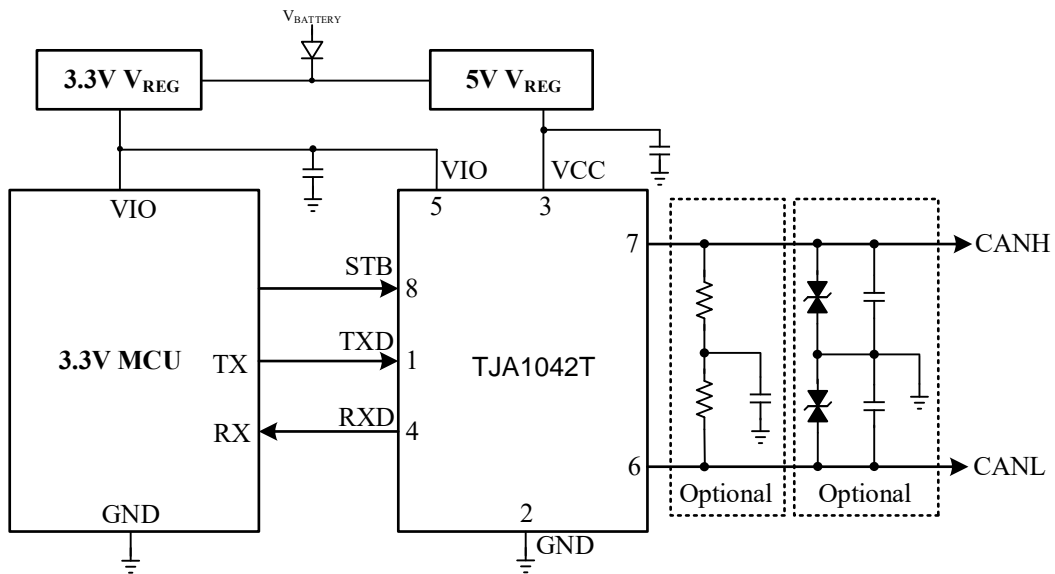 VBATTERY
3.3V VREG
5V VREG
VIO
VCC
VIO
5
3
7
CANH
STB
8
3.3V MCU
TX
TXD
1
TJA1042T
RX
RXD
4
6
CANL
Optional
Optional
GND
2
GND